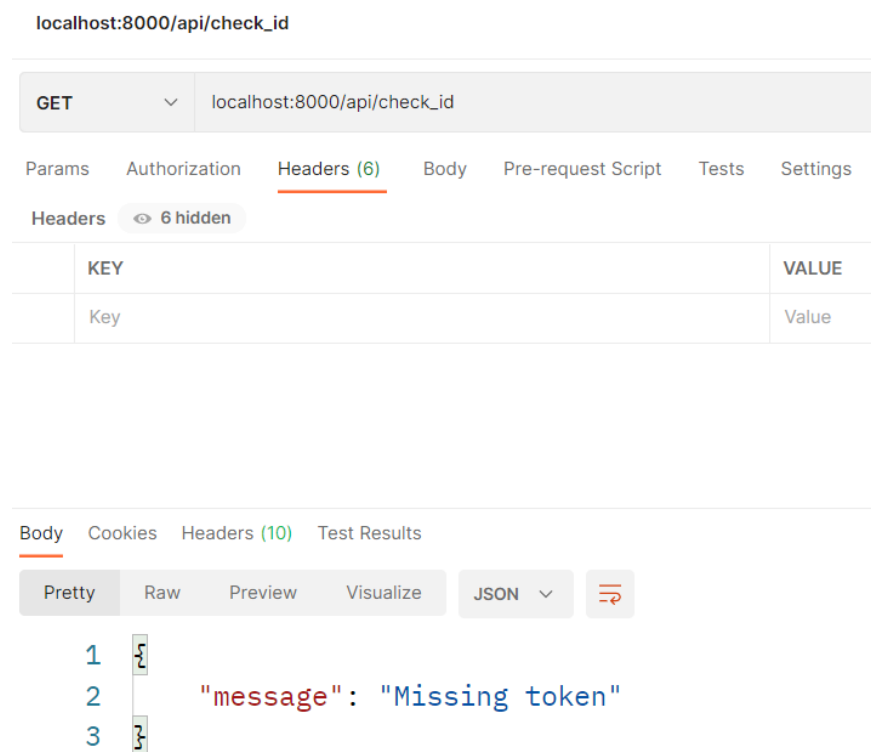 localhost:8000/api/check_id
GET localhost:8000/api/check_id
Params Authorization Headers (6) Body Pre-request Script Tests Settings
Headers 6 hidden
KEY VALUE
Key Value
Body Cookies Headers (10) Test Results
Pretty Raw Preview Visualize JSON
1 {
2 "message": "Missing token"
3 }